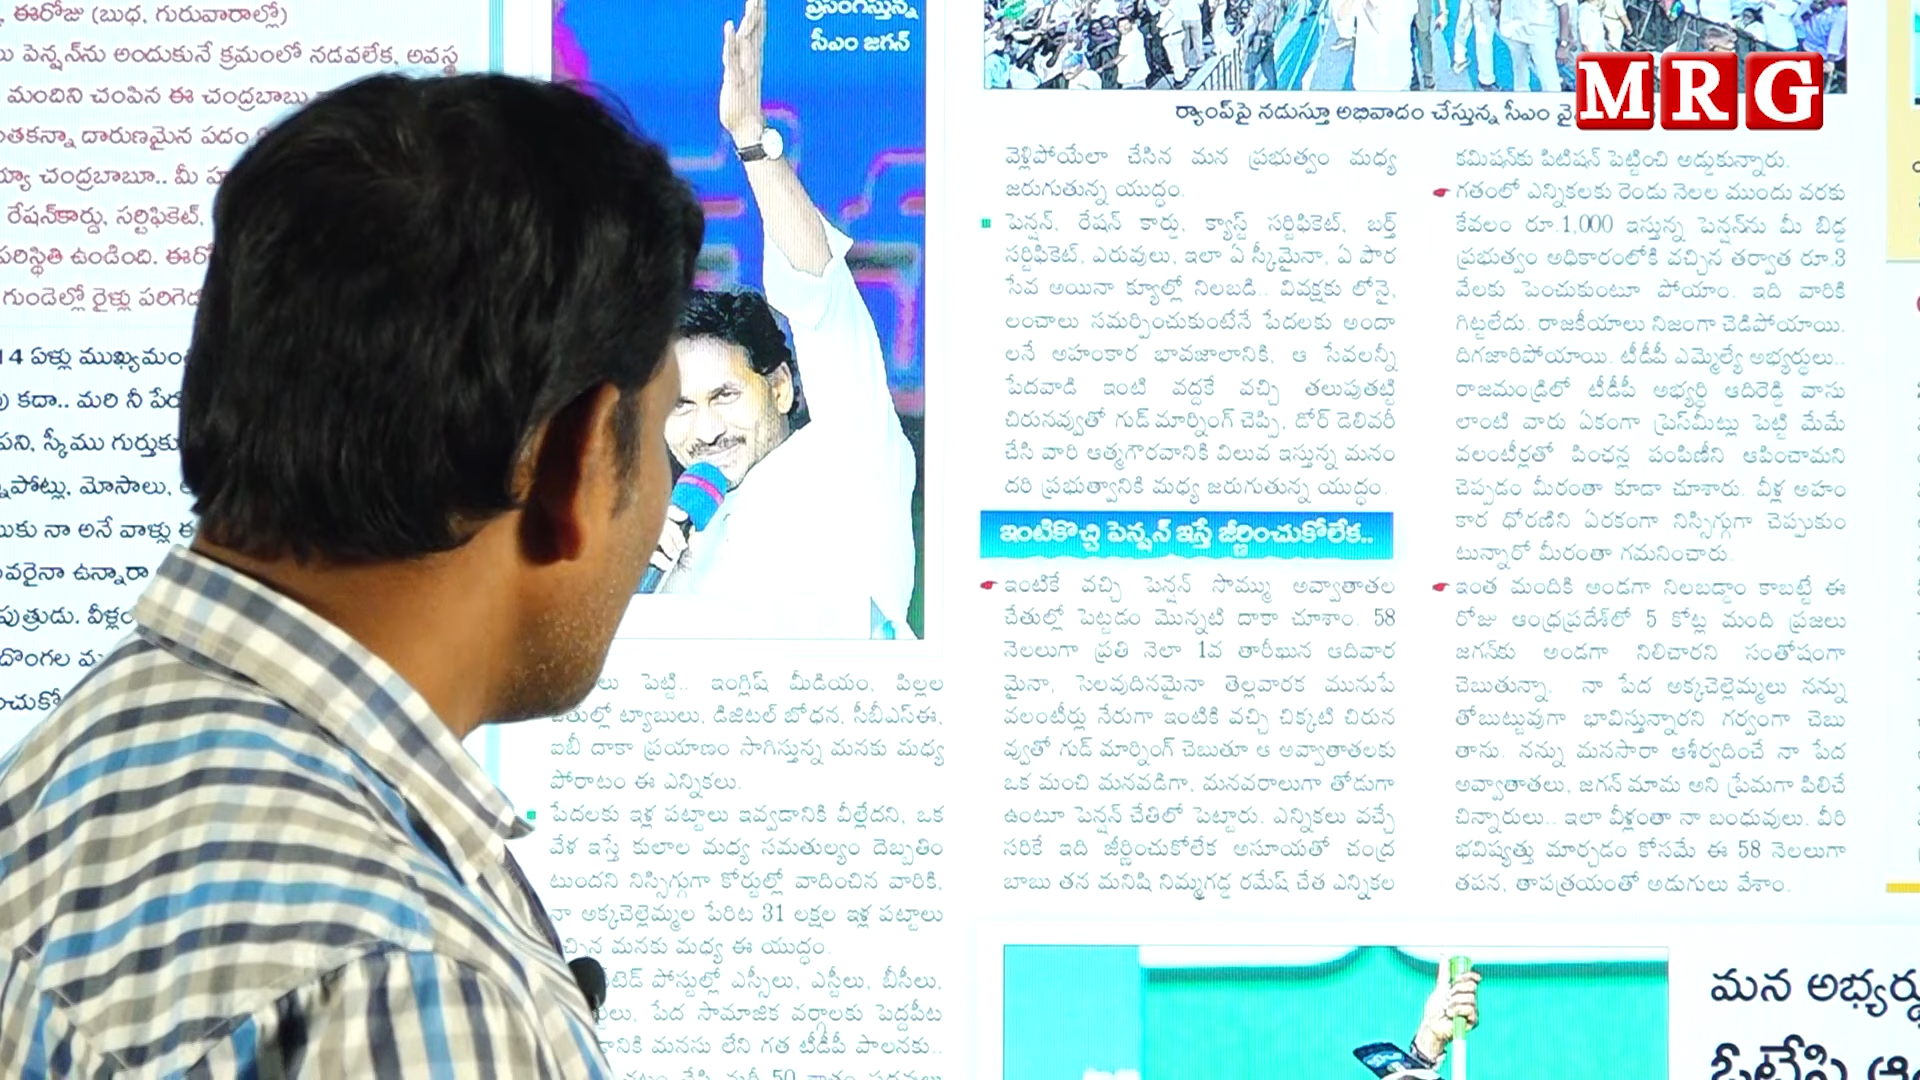 ఈరోజు (బుధ, గురువారాల్లో)
పెన్షన్‌ను అందుకునే క్రమంలో నడవలేక, అవస్థ
మందిని చంపిన ఈ చంద్రబాబు
దారుణమైన పదం
చంద్రబాబూ.. మీ
రేషన్‌కార్డు, సర్టిఫికెట్,
పరిస్థితి ఉండింది.
గుండెల్లో రైళ్లు
14 ఏళ్లు
కదా.. మరి నీ
పని, స్కీము
మోసాలు,
నా అనే వాళ్లు
ఉన్నారా
పుత్రుడు.
దొంగల
ప్రసంగిస్తున్న
సీఎం జగన్
పెట్టి.. ఇంగ్లిష్ మీడియం, పిల్లల
ట్యాబులు, డిజిటల్ బోధన, సీబీఎస్ఈ,
ఐబీ దాకా ప్రయాణం సాగిస్తున్న మనకు మధ్య
పోరాటం ఈ ఎన్నికలు.
పేదలకు ఇళ్ల పట్టాలు ఇవ్వడానికి వీల్లేదని, ఒక
వేళ ఇస్తే కులాల మధ్య సమతుల్యం దెబ్బతిం
టుందని నిస్సిగ్గుగా కోర్టుల్లో వాదించిన వారికి,
నా అక్కచెల్లెమ్మల పేరిట 31 లక్షల ఇళ్ల పట్టాలు
మనకు మధ్య ఈ యుద్ధం.
పోస్టుల్లో ఎస్సీలు, ఎస్టీలు, బీసీలు,
పేద సామాజిక వర్గాలకు పెద్దపీట
మనసు లేని గత టీడీపీ పాలనకు..
ర్యాంప్‌పై నడుస్తూ అభివాదం చేస్తున్న సీఎం
MRG
వెళ్లిపోయేలా చేసిన మన ప్రభుత్వం మధ్య
జరుగుతున్న యుద్ధం.
పెన్షన్, రేషన్ కార్డు, క్యాస్ట్ సర్టిఫికెట్, బర్త్
సర్టిఫికెట్, ఎరువులు, ఇలా ఏ స్కీమైనా, ఏ పౌర
సేవ అయినా క్యూల్లో నిలబడి.. వివక్షకు లోనై,
లంచాలు సమర్పించుకుంటేనే పేదలకు అందా
లనే అహంకార భావజాలానికి, ఆ సేవలన్నీ
పేదవాడి ఇంటి వద్దకే వచ్చి తలుపుతట్టి
చిరునవ్వుతో గుడ్ మార్నింగ్ చెప్పి, డోర్ డెలివరీ
చేసి వారి ఆత్మగౌరవానికి విలువ ఇస్తున్న మనం
దరి ప్రభుత్వానికి మధ్య జరుగుతున్న యుద్ధం.
ఇంటికొచ్చి పెన్షన్ ఇస్తే జీర్ణించుకోలేక..
ఇంటికే వచ్చి పెన్షన్ సొమ్ము అవ్వాతాతల
చేతుల్లో పెట్టడం మొన్నటి దాకా చూశాం. 58
నెలలుగా ప్రతి నెలా 1వ తారీఖున ఆదివార
మైనా, సెలవుదినమైనా తెల్లవారక మునుపే
వలంటీర్లు నేరుగా ఇంటికి వచ్చి చిక్కటి చిరున
వ్వుతో గుడ్ మార్నింగ్ చెబుతూ ఆ అవ్వాతాతలకు
ఒక మంచి మనవడిగా, మనవరాలుగా తోడుగా
ఉంటూ పెన్షన్ చేతిలో పెట్టారు. ఎన్నికలు వచ్చే
సరికే ఇది జీర్ణించుకోలేక అసూయతో చంద్ర
బాబు తన మనిషి నిమ్మగడ్డ రమేష్ చేత ఎన్నికల
కమిషన్‌కు పిటిషన్ పెట్టించి అడ్డుకున్నారు.
గతంలో ఎన్నికలకు రెండు నెలల ముందు వరకు
కేవలం రూ.1,000 ఇస్తున్న పెన్షన్‌ను మీ బిడ్డ
ప్రభుత్వం అధికారంలోకి వచ్చిన తర్వాత రూ.3
వేలకు పెంచుకుంటూ పోయాం. ఇది వారికి
గిట్టలేదు. రాజకీయాలు నిజంగా చెడిపోయాయి.
దిగజారిపోయాయి. టీడీపీ ఎమ్మెల్యే అభ్యర్థులు..
రాజమండ్రిలో టీడీపీ అభ్యర్థి ఆదిరెడ్డి వాసు
లాంటి వారు ఏకంగా ప్రెస్‌మీట్లు పెట్టి మేమే
వలంటీర్లతో పింఛన్ల పంపిణీని ఆపించామని
చెప్పడం మీరంతా కూడా చూశారు. వీళ్ల అహం
కార ధోరణిని ఏరకంగా నిస్సిగ్గుగా చెప్పుకుం
టున్నారో మీరంతా గమనించారు.
ఇంత మందికి అండగా నిలబడ్డాం కాబట్టే ఈ
రోజు ఆంధ్రప్రదేశ్‌లో 5 కోట్ల మంది ప్రజలు
జగన్‌కు అండగా నిలిచారని సంతోషంగా
చెబుతున్నా. నా పేద అక్కచెల్లెమ్మలు నన్ను
తోబుట్టువుగా భావిస్తున్నారని గర్వంగా చెబు
తాను. నన్ను మనసారా ఆశీర్వదించే నా పేద
అవ్వాతాతలు, జగన్ మామ అని ప్రేమగా పిలిచే
చిన్నారులు.. ఇలా వీళ్లంతా నా బంధువులు. వీరి
భవిష్యత్తు మార్చడం కోసమే ఈ 58 నెలలుగా
తపన, తాపత్రయంతో అడుగులు వేశాం.
మన